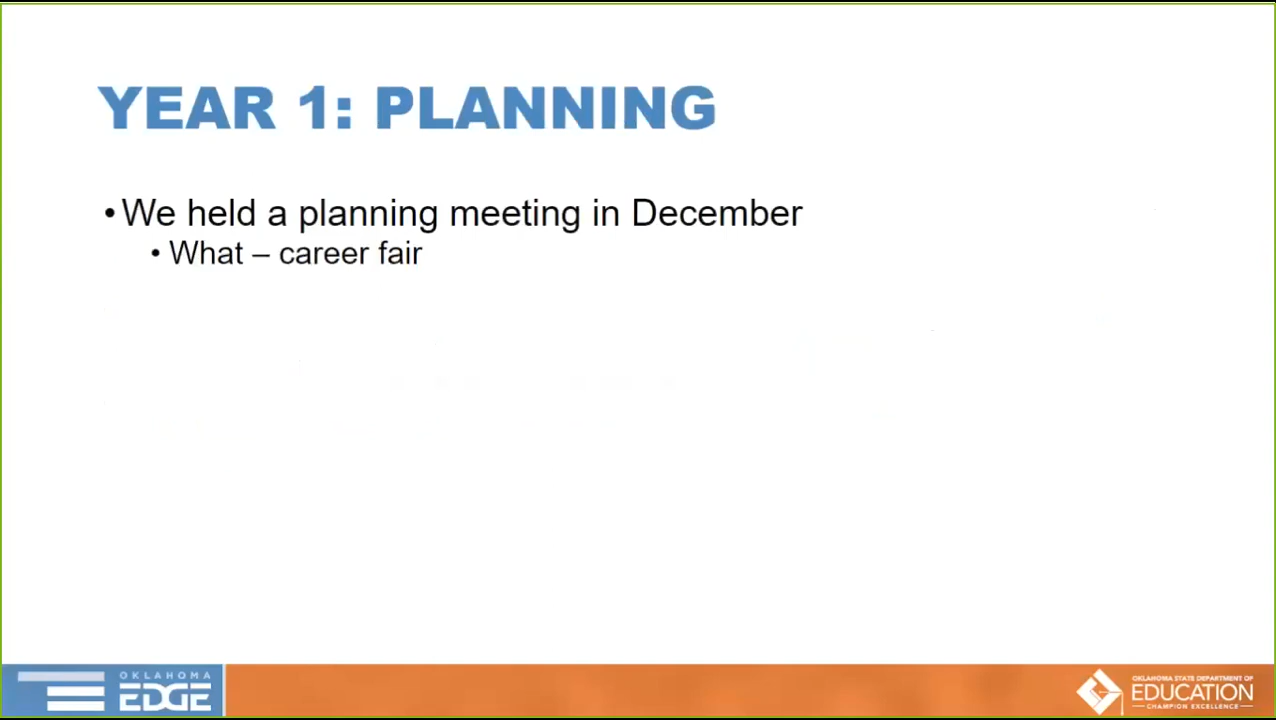 YEAR 1: PLANNING
• We held a planning meeting in December
• What – career fair
OKLAHOMA
EDGE
OKLAHOMA STATE DEPARTMENT OF
EDUCATION
CHAMPION EXCELLENCE